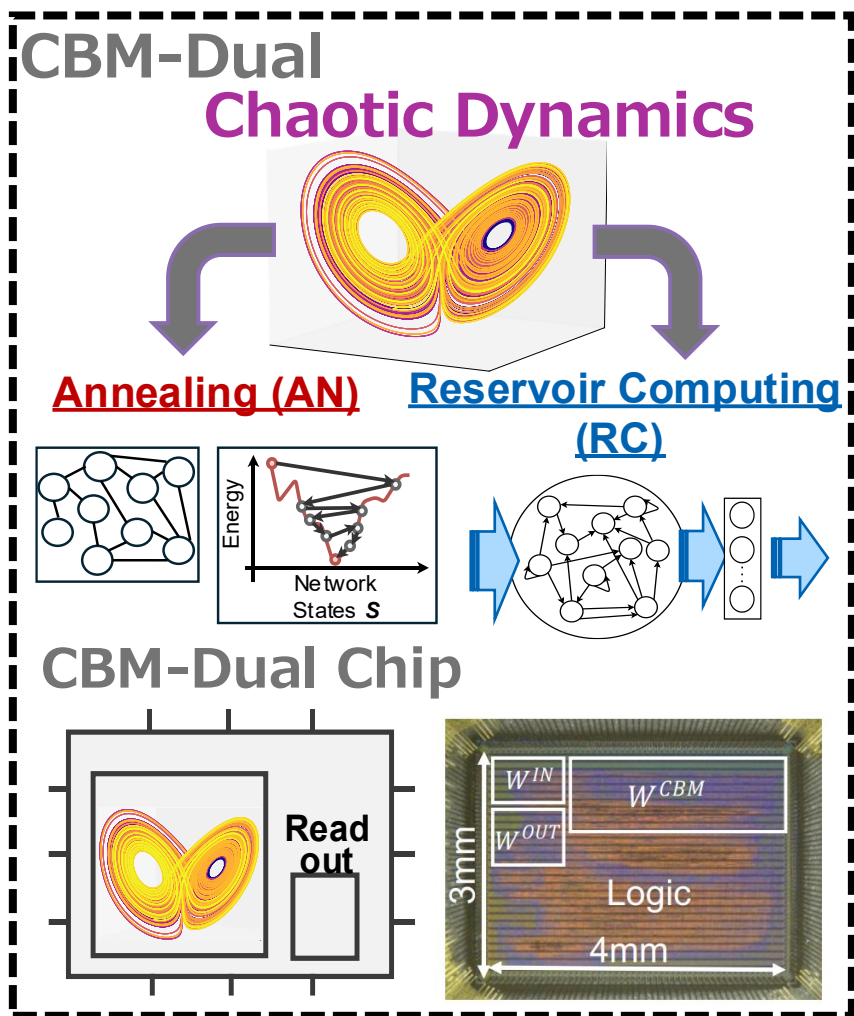 CBM-Dual
Chaotic Dynamics
Annealing (AN)
Reservoir Computing
(RC)
Energy
Network
States S
CBM-Dual Chip
Read
out
W^IN
W^CBM
W^OUT
Logic
3mm
4mm